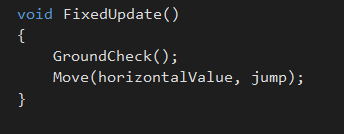 void FixedUpdate()
{
    GroundCheck();
    Move(horizontalValue, jump);
}